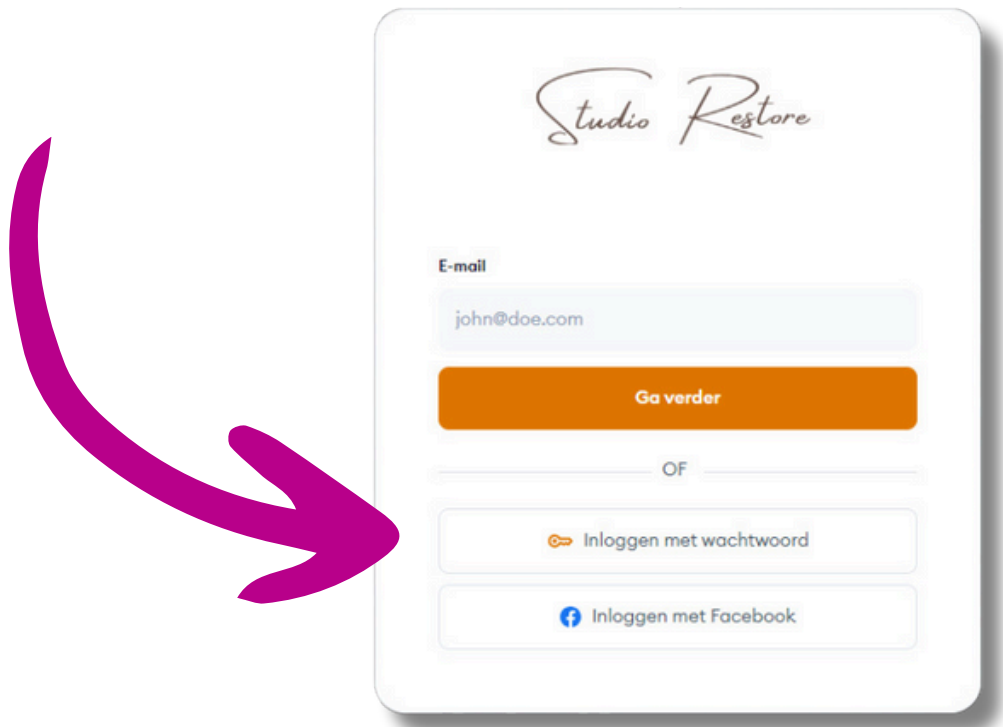 Studio Restore
E-mail
john@doe.com
Ga verder
OF
Inloggen met wachtwoord
Inloggen met Facebook